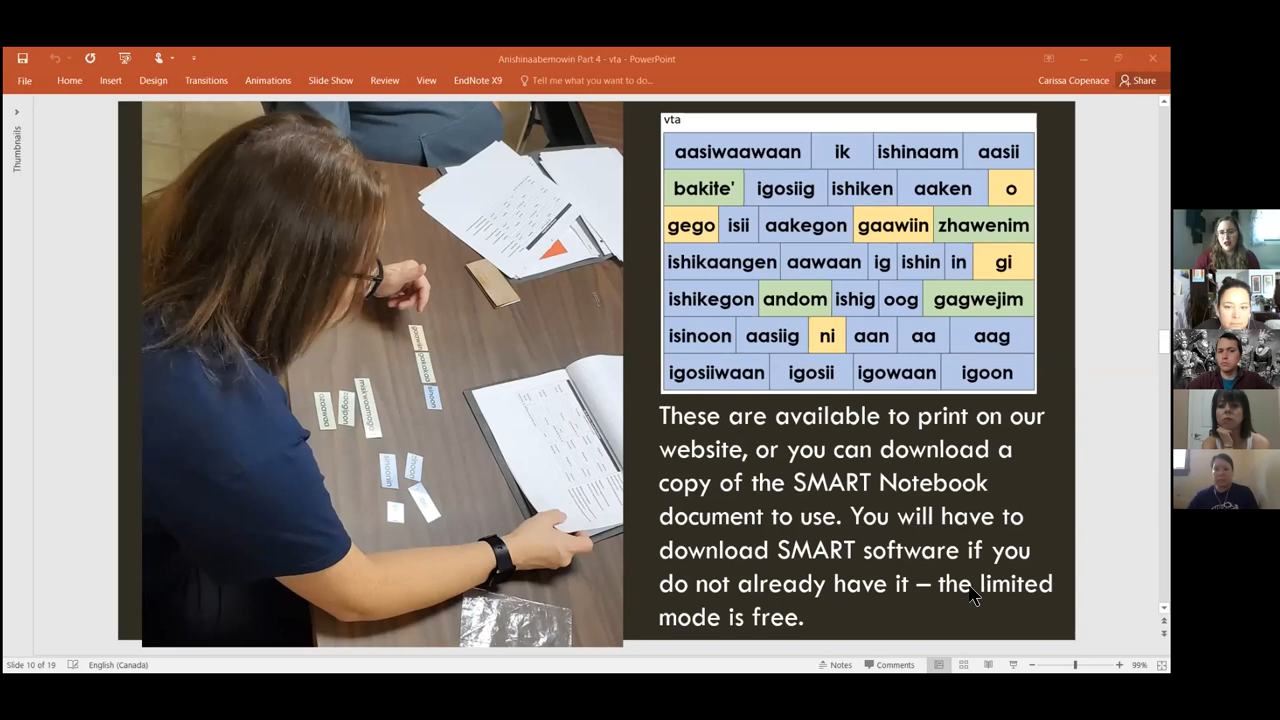 Anishinaabemowin Part 4 - vta - PowerPoint
File Home Insert Design Transitions Animations Slide Show Review View EndNote X9 Tell me what you want to do... Carissa Copenace Share
Thumbnails
vta
aasiwaawaan ik ishinaam aasii
bakite' igosiig ishiken aaken o
gego isii aakegon gaawiin zhawenim
ishikaangen aawaan ig ishin in gi
ishikegon andom ishig oog gagwejim
isinoon aasiig ni aan aa aag
igosiiwaan igosii igowaan igoon
These are available to print on our
website, or you can download a
copy of the SMART Notebook
document to use. You will have to
download SMART software if you
do not already have it – the limited
mode is free.
Slide 10 of 19 English (Canada) Notes Comments 99%